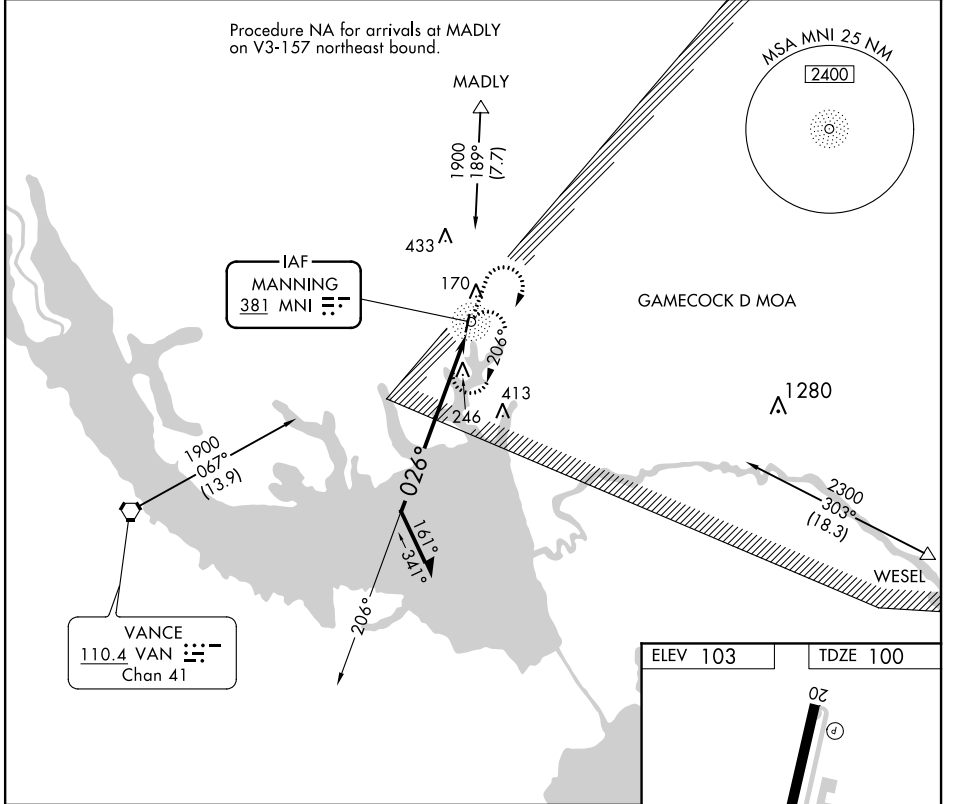 Procedure NA for arrivals at MADLY
on V3-157 northeast bound.
MSA MNI 25 NM
2400
MADLY
1900
189°
(7.7)
433
IAF
MANNING
381 MNI
170
GAMECOCK D MOA
206°
246
413
1280
1900
067°
(13.9)
026°
161°
341°
206°
2300
303°
(18.3)
WESEL
VANCE
110.4 VAN
Chan 41
ELEV 103
TDZE 100
20
P